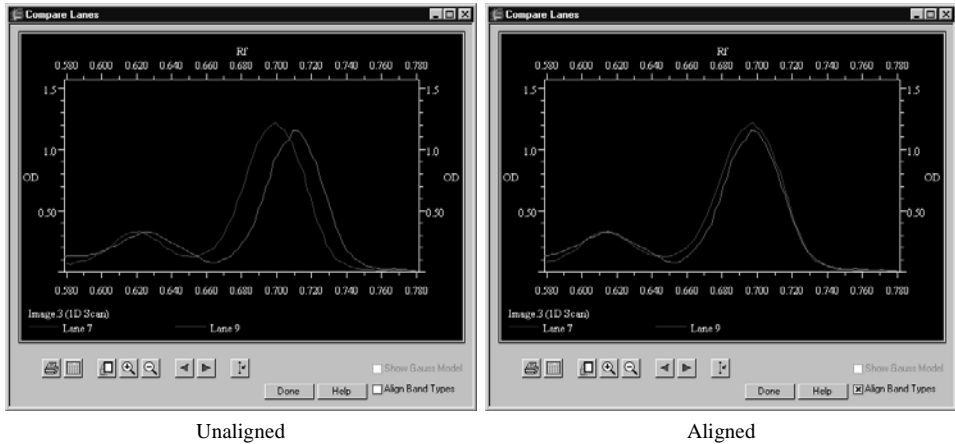 Compare Lanes
Rf
0.580 0.600 0.620 0.640 0.660 0.680 0.700 0.720 0.740 0.760 0.780
1.5 1.5
1.0 1.0
OD OD
0.50 0.50
0.580 0.600 0.620 0.640 0.660 0.680 0.700 0.720 0.740 0.760 0.780
Image.3 (1D Scan)
Lane 7 Lane 9
Show Gauss Model
Done Help Align Band Types
Unaligned
Compare Lanes
Rf
0.580 0.600 0.620 0.640 0.660 0.680 0.700 0.720 0.740 0.760 0.780
1.5 1.5
1.0 1.0
OD OD
0.50 0.50
0.580 0.600 0.620 0.640 0.660 0.680 0.700 0.720 0.740 0.760 0.780
Image.3 (1D Scan)
Lane 7 Lane 9
Show Gauss Model
Done Help Align Band Types
Aligned